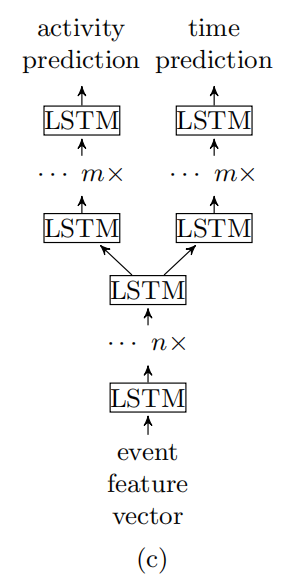 activity
prediction
time
prediction
LSTM
LSTM
⋯ m×
⋯ m×
LSTM
LSTM
LSTM
⋯ n×
LSTM
event
feature
vector
(c)